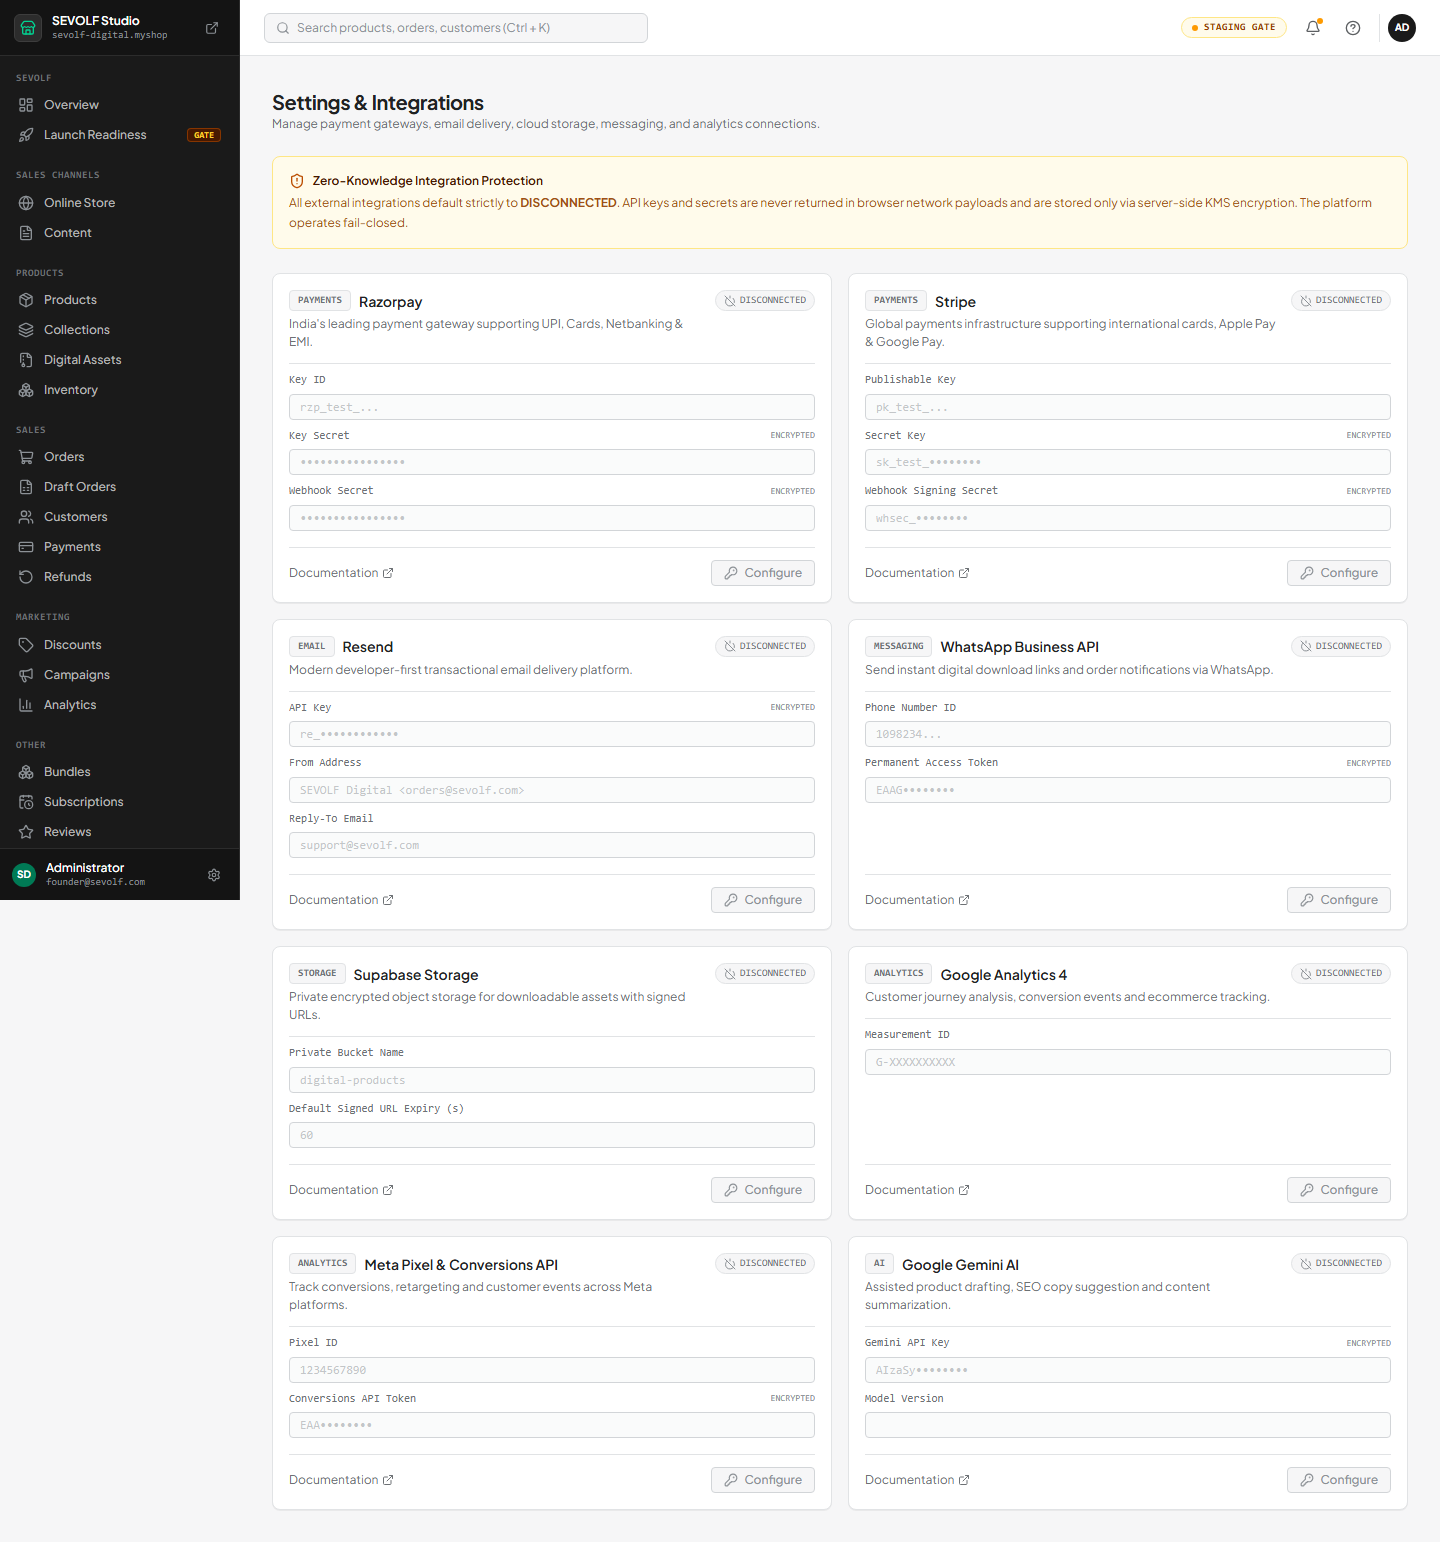 SEVOLF Studio
sevolf-digital.myshop
SEVOLF
Overview
Launch Readiness GATE
SALES CHANNELS
Online Store
Content
PRODUCTS
Products
Collections
Digital Assets
Inventory
SALES
Orders
Draft Orders
Customers
Payments
Refunds
MARKETING
Discounts
Campaigns
Analytics
OTHER
Bundles
Subscriptions
Reviews
SD Administrator
founder@sevolf.com
Search products, orders, customers (Ctrl + K)
STAGING GATE
AD
Settings & Integrations
Manage payment gateways, email delivery, cloud storage, messaging, and analytics connections.
Zero-Knowledge Integration Protection
All external integrations default strictly to DISCONNECTED. API keys and secrets are never returned in browser network payloads and are stored only via server-side KMS encryption. The platform
operates fail-closed.
PAYMENTS Razorpay DISCONNECTED
India's leading payment gateway supporting UPI, Cards, Netbanking &
EMI.
Key ID
rzp_test_...
Key Secret ENCRYPTED
••••••••••••••••
Webhook Secret ENCRYPTED
••••••••••••••••
Documentation Configure
PAYMENTS Stripe DISCONNECTED
Global payments infrastructure supporting international cards, Apple Pay
& Google Pay.
Publishable Key
pk_test_...
Secret Key ENCRYPTED
sk_test_••••••••
Webhook Signing Secret ENCRYPTED
whsec_••••••••
Documentation Configure
EMAIL Resend DISCONNECTED
Modern developer-first transactional email delivery platform.
API Key ENCRYPTED
re_••••••••••••
From Address
SEVOLF Digital <orders@sevolf.com>
Reply-To Email
support@sevolf.com
Documentation Configure
MESSAGING WhatsApp Business API DISCONNECTED
Send instant digital download links and order notifications via WhatsApp.
Phone Number ID
1098234...
Permanent Access Token ENCRYPTED
EAAG••••••••
Documentation Configure
STORAGE Supabase Storage DISCONNECTED
Private encrypted object storage for downloadable assets with signed
URLs.
Private Bucket Name
digital-products
Default Signed URL Expiry (s)
60
Documentation Configure
ANALYTICS Google Analytics 4 DISCONNECTED
Customer journey analysis, conversion events and ecommerce tracking.
Measurement ID
G-XXXXXXXXXX
Documentation Configure
ANALYTICS Meta Pixel & Conversions API DISCONNECTED
Track conversions, retargeting and customer events across Meta
platforms.
Pixel ID
1234567890
Conversions API Token ENCRYPTED
EAA••••••••
Documentation Configure
AI Google Gemini AI DISCONNECTED
Assisted product drafting, SEO copy suggestion and content
summarization.
Gemini API Key ENCRYPTED
AIzaSy••••••••
Model Version
Documentation Configure